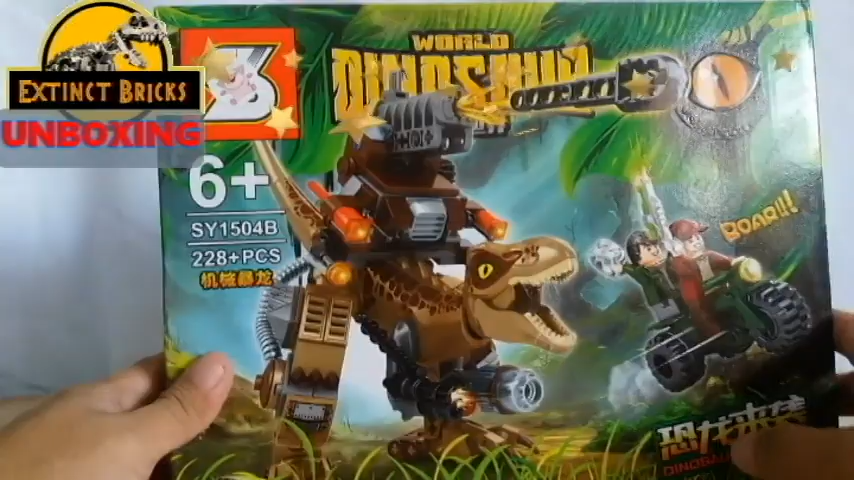 EXTINCT BRICKS
UNBOXING
WORLD
6+
SY1504B
228+PCS
机械暴龙
ROAR!!!
恐龙来袭